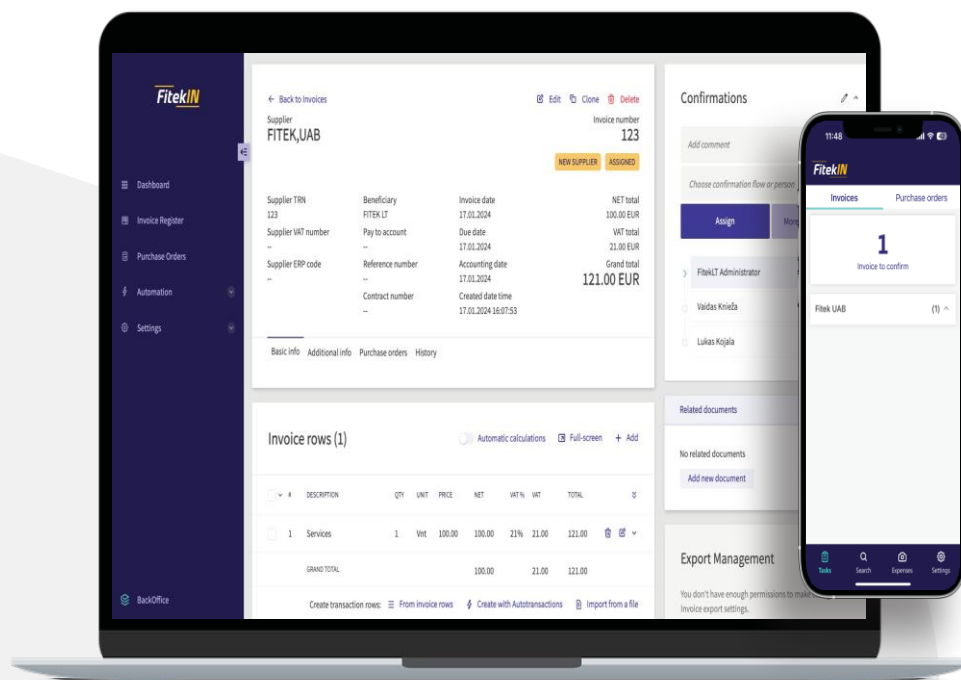 FitekIN
Dashboard
Invoice Register
Purchase Orders
Automation
Settings
BackOffice
← Back to Invoices
Edit Clone Delete
Supplier
FITEK,UAB
Invoice number
123
NEW SUPPLIER ASSIGNED
Supplier TRN Beneficiary Invoice date NET total
123 FITEK LT 17.01.2024 100.00 EUR
Supplier VAT number Pay to account Due date VAT total
-- -- 17.01.2024 21.00 EUR
Supplier ERP code Reference number Accounting date Grand total
-- -- 17.01.2024 121.00 EUR
Contract number Created date time
-- 17.01.2024 16:07:53
Basic info Additional info Purchase orders History
Invoice rows (1)
Automatic calculations Full-screen + Add
# DESCRIPTION QTY UNIT PRICE NET VAT % VAT TOTAL
1 Services 1 Vnt 100.00 100.00 21% 21.00 121.00
GRAND TOTAL 100.00 21.00 121.00
Create transaction rows: From invoice rows Create with Autotransactions Import from a file
Confirmations
Add comment
Choose confirmation flow or person
Assign More
FitekLT Administrator
Vaidas Knieža
Lukas Kojala
Related documents
No related documents
Add new document
Export Management
You don't have enough permissions to make
Invoice export settings.
11:48
FitekIN
Invoices Purchase orders
1
Invoice to confirm
Fitek UAB (1)
Tasks Search Expenses Settings